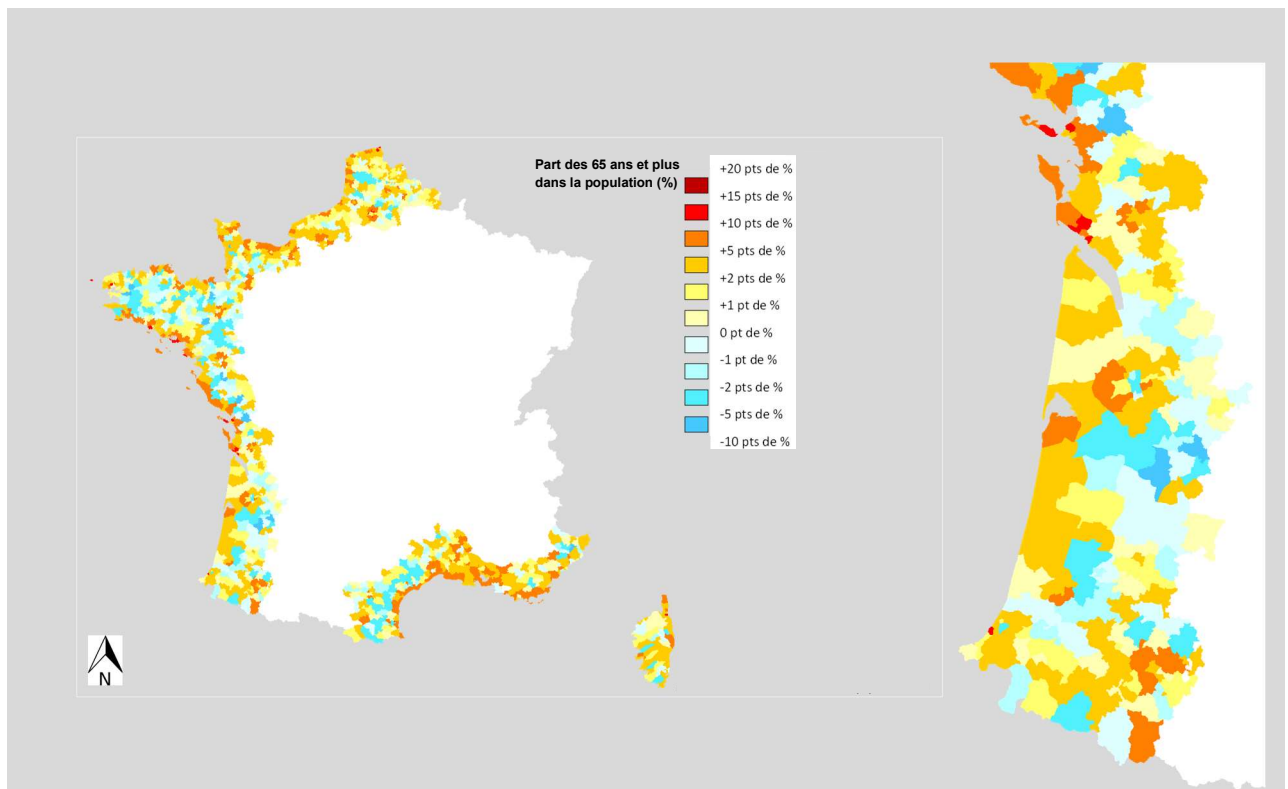 Part des 65 ans et plus
dans la population (%)
+20 pts de %
+15 pts de %
+10 pts de %
+5 pts de %
+2 pts de %
+1 pt de %
0 pt de %
-1 pt de %
-2 pts de %
-5 pts de %
-10 pts de %
N